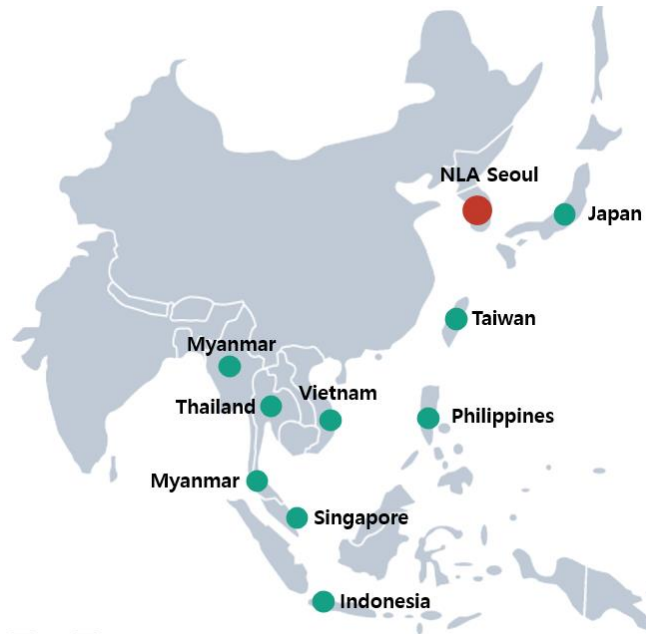 NLA Seoul
Japan
Taiwan
Myanmar
Vietnam
Thailand
Philippines
Myanmar
Singapore
Indonesia